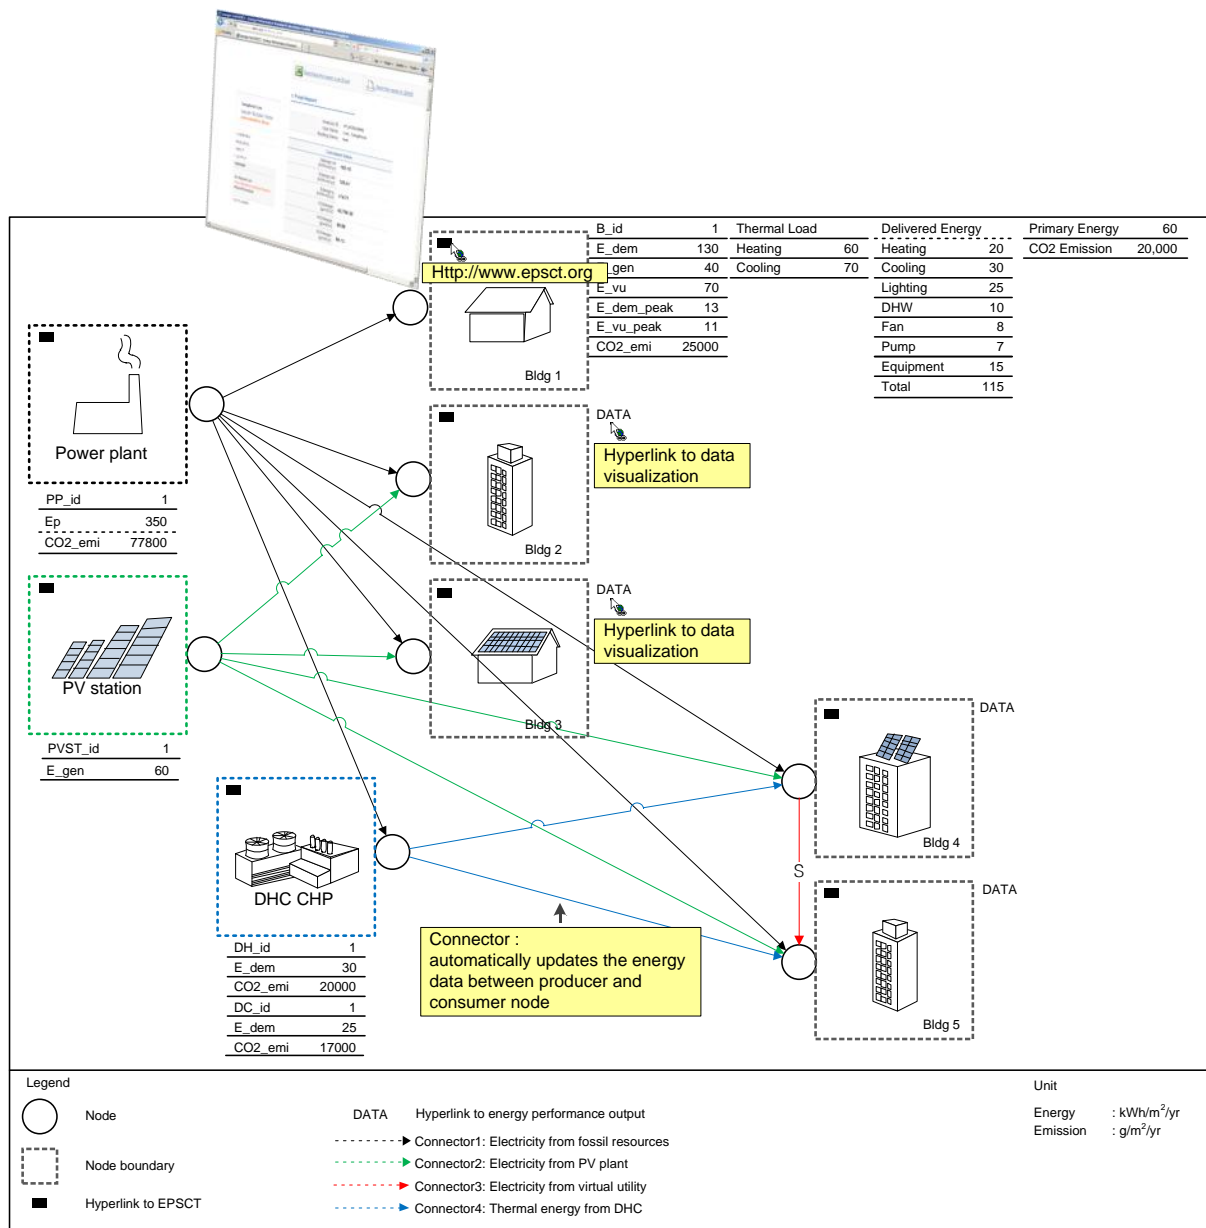 B_id 1
E_dem 130
_gen 40
E_vu 70
E_dem_peak 13
E_vu_peak 11
CO2_emi 25000
Thermal Load
Heating 60
Cooling 70
Delivered Energy
Heating 20
Cooling 30
Lighting 25
DHW 10
Fan 8
Pump 7
Equipment 15
Total 115
Primary Energy 60
CO2 Emission 20,000
Http://www.epsct.org
Bldg 1
Power plant
PP_id 1
Ep 350
CO2_emi 77800
DATA
Hyperlink to data
visualization
Bldg 2
PV station
PVST_id 1
E_gen 60
DATA
Hyperlink to data
visualization
Bldg 3
DATA
Bldg 4
DHC CHP
DH_id 1
E_dem 30
CO2_emi 20000
DC_id 1
E_dem 25
CO2_emi 17000
S
Connector :
automatically updates the energy
data between producer and
consumer node
DATA
Bldg 5
Legend
Node
Node boundary
Hyperlink to EPSCT
DATA Hyperlink to energy performance output
Connector1: Electricity from fossil resources
Connector2: Electricity from PV plant
Connector3: Electricity from virtual utility
Connector4: Thermal energy from DHC
Unit
Energy : kWh/m²/yr
Emission : g/m²/yr